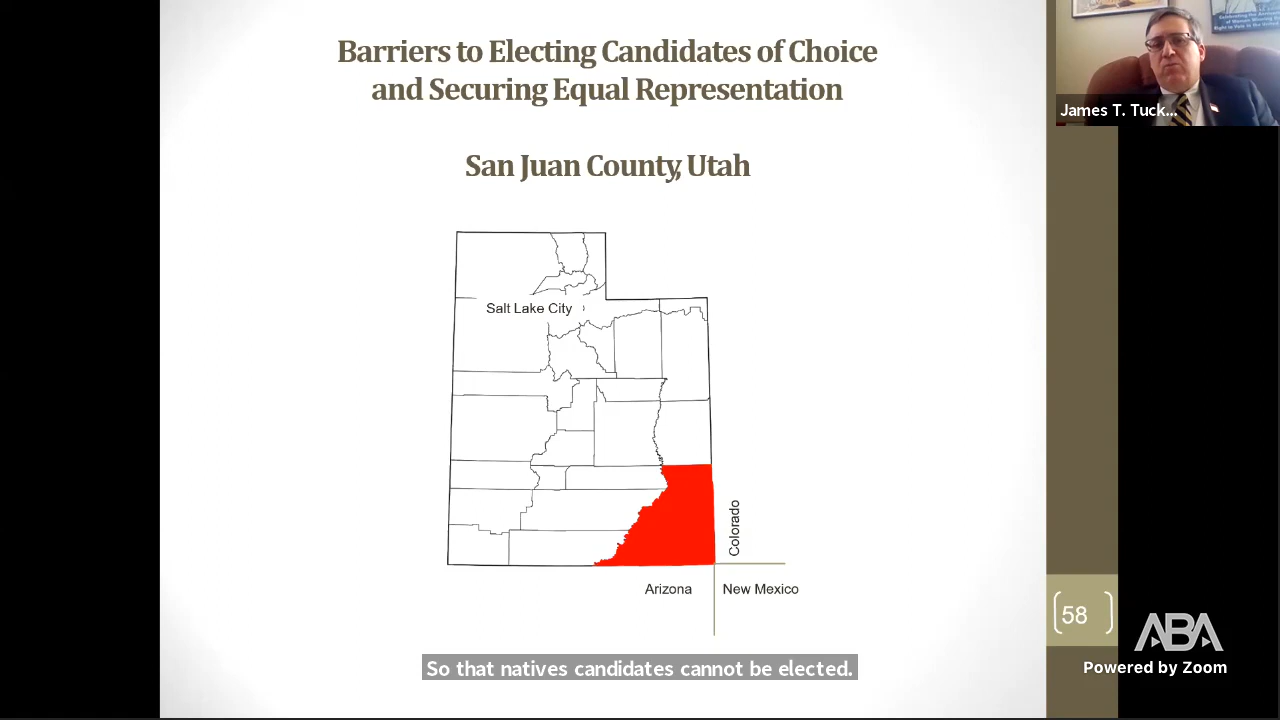 Barriers to Electing Candidates of Choice
and Securing Equal Representation
San Juan County, Utah
Salt Lake City
Colorado
Arizona
New Mexico
58
So that natives candidates cannot be elected.
James T. Tuck...
ABA
Powered by Zoom